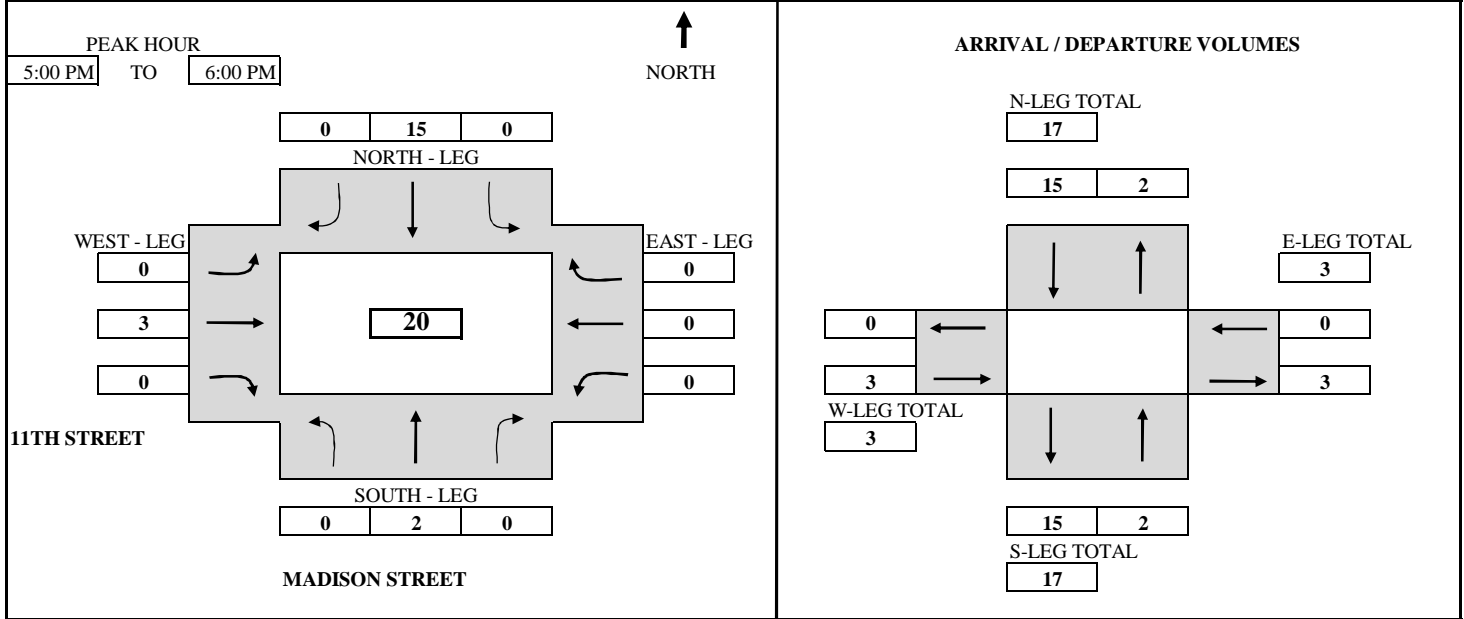 PEAK HOUR
5:00 PM TO 6:00 PM
NORTH
0 15 0
NORTH - LEG
WEST - LEG
EAST - LEG
0 0
3 20 0
0 0
11TH STREET
SOUTH - LEG
0 2 0
MADISON STREET
ARRIVAL / DEPARTURE VOLUMES
N-LEG TOTAL
17
15 2
E-LEG TOTAL
3
0 0
3 3
W-LEG TOTAL
3
15 2
S-LEG TOTAL
17